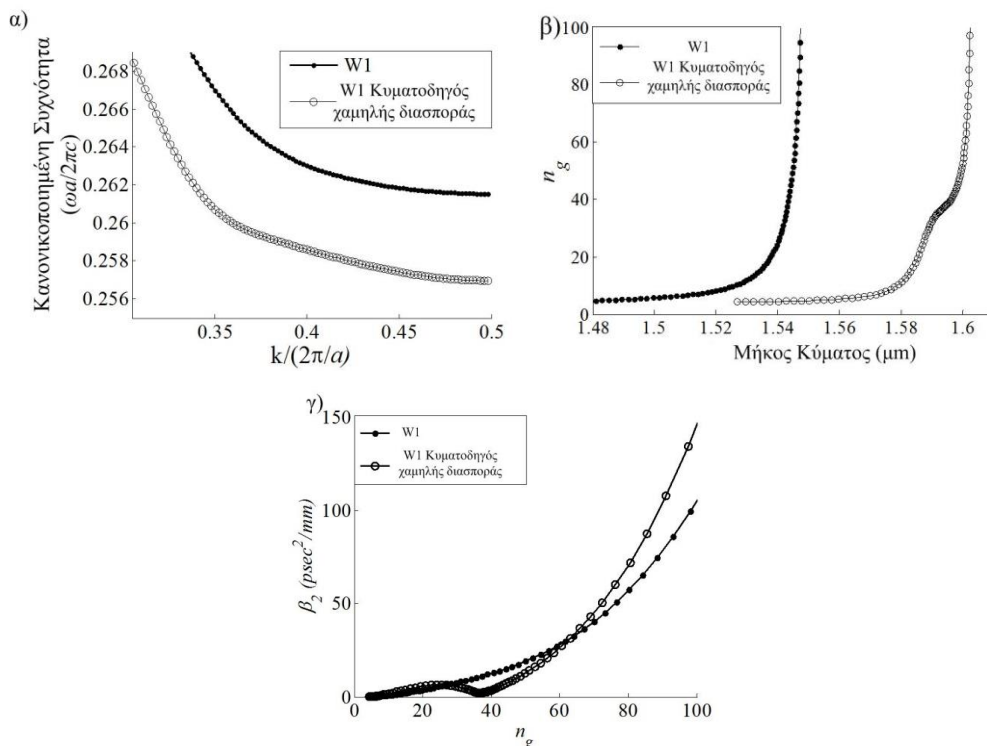 α)
Κανονικοποιημένη Συχνότητα
(ωa/2πc)
0.268
0.266
0.264
0.262
0.26
0.258
0.256
W1
W1 Κυματοδηγός
χαμηλής διασποράς
0.35
0.4
0.45
0.5
k/(2π/a)
β)
n_g
100
80
60
40
20
0
W1
W1 Κυματοδηγός
χαμηλής διασποράς
1.48
1.5
1.52
1.54
1.56
1.58
1.6
Μήκος Κύματος (μm)
γ)
β_2 (psec^2/mm)
150
100
50
0
W1
W1 Κυματοδηγός
χαμηλής διασποράς
0
20
40
60
80
100
n_g